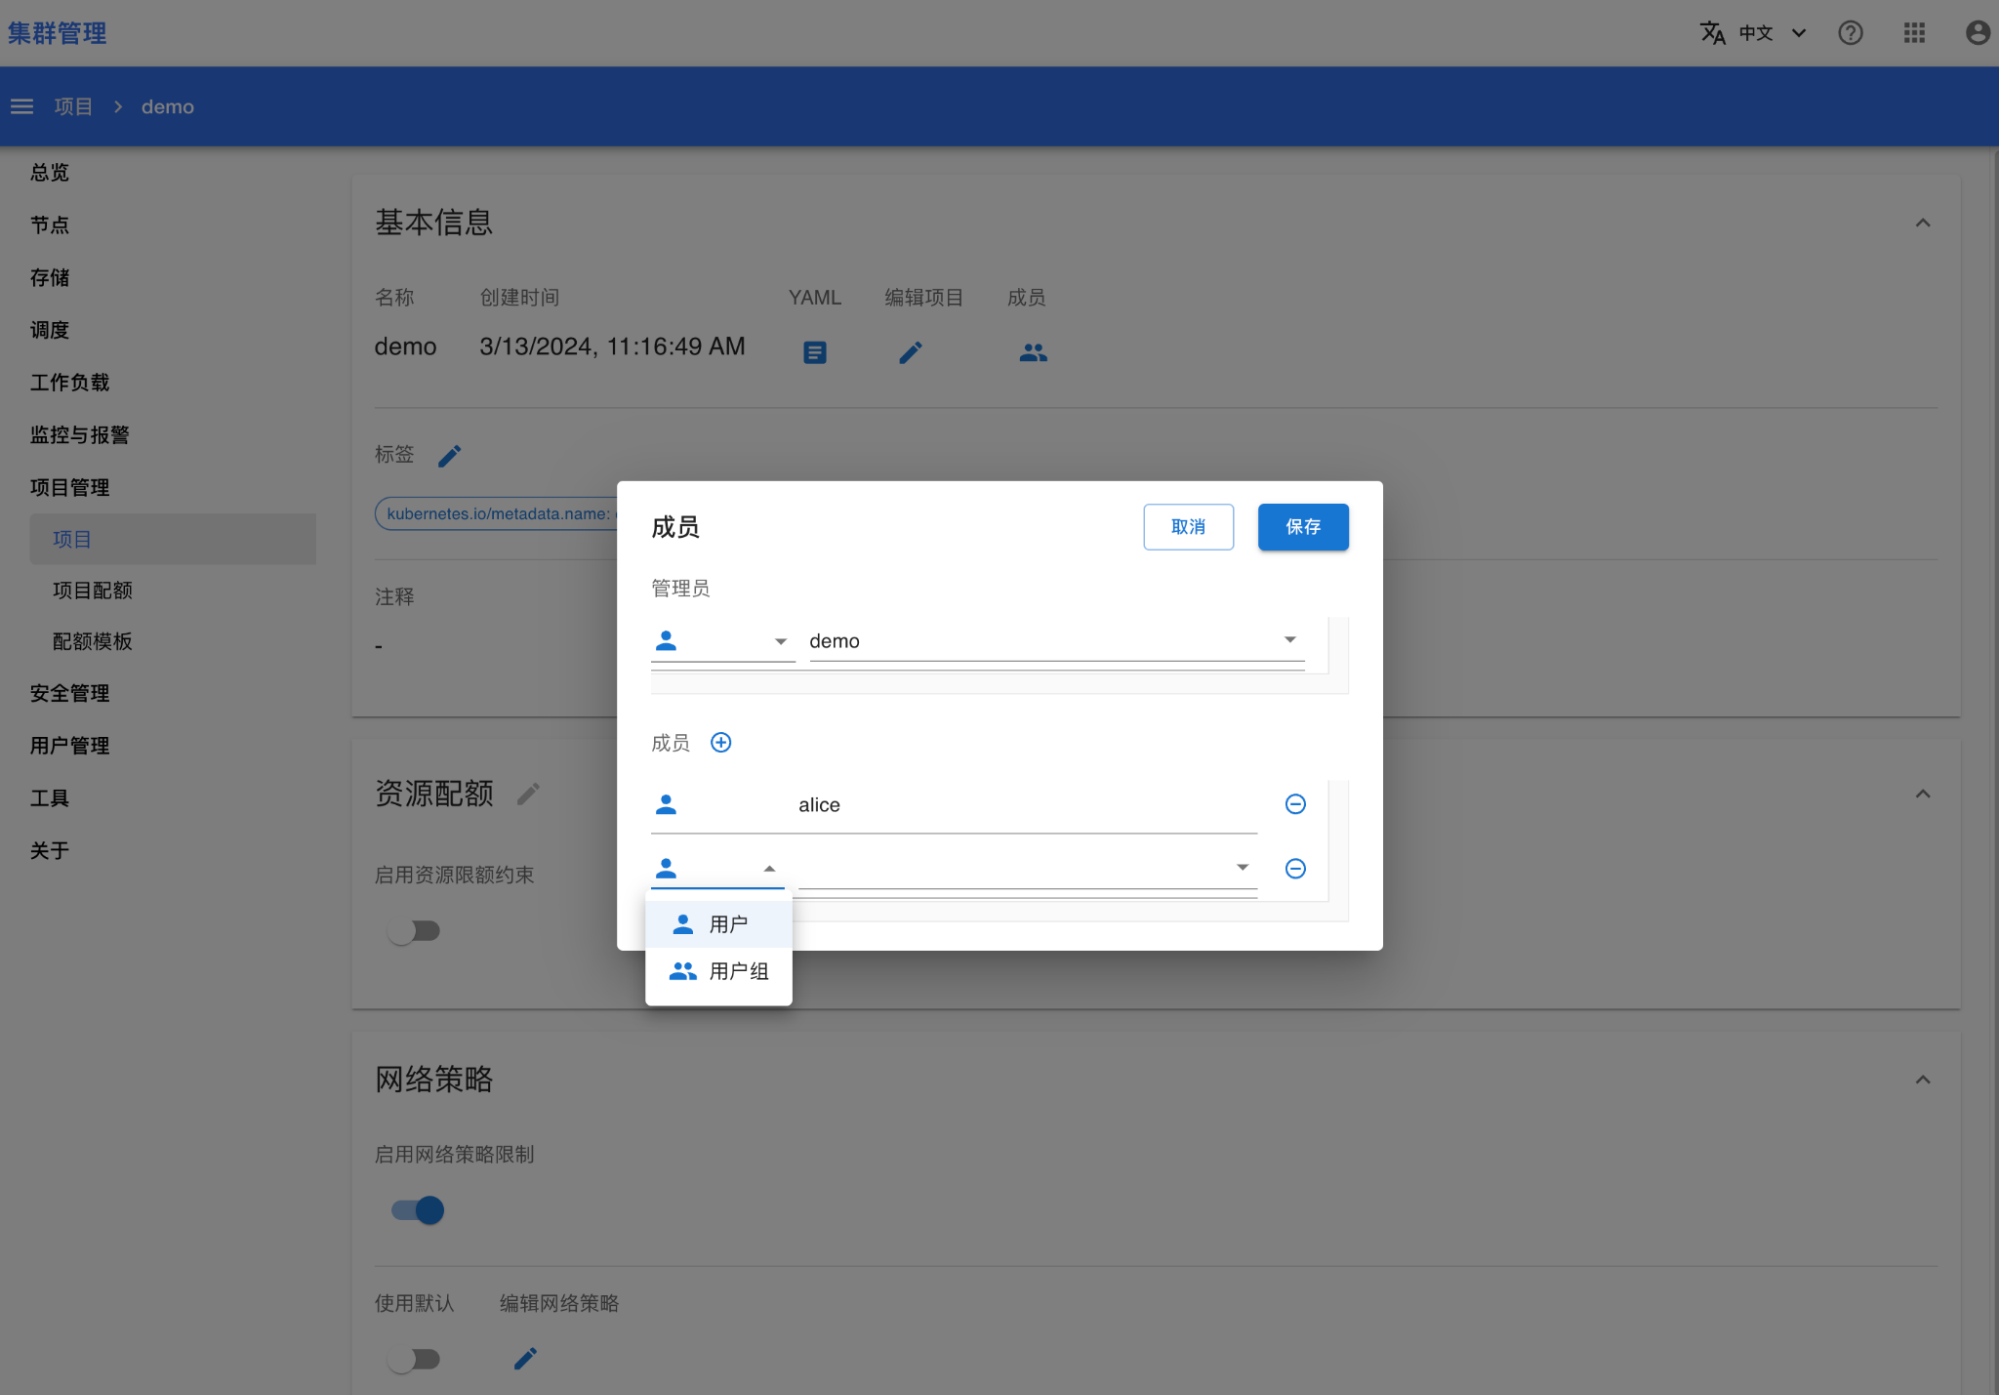 集群管理
中文
项目 > demo
总览
节点
存储
调度
工作负载
监控与报警
项目管理
项目
项目配额
配额模板
安全管理
用户管理
工具
关于
基本信息
名称 创建时间 YAML 编辑项目 成员
demo 3/13/2024, 11:16:49 AM
标签
kubernetes.io/metadata.name:
注释
-
资源配额
启用资源限额约束
网络策略
启用网络策略限制
使用默认 编辑网络策略
成员 取消 保存
管理员
demo
成员
alice
用户
用户组